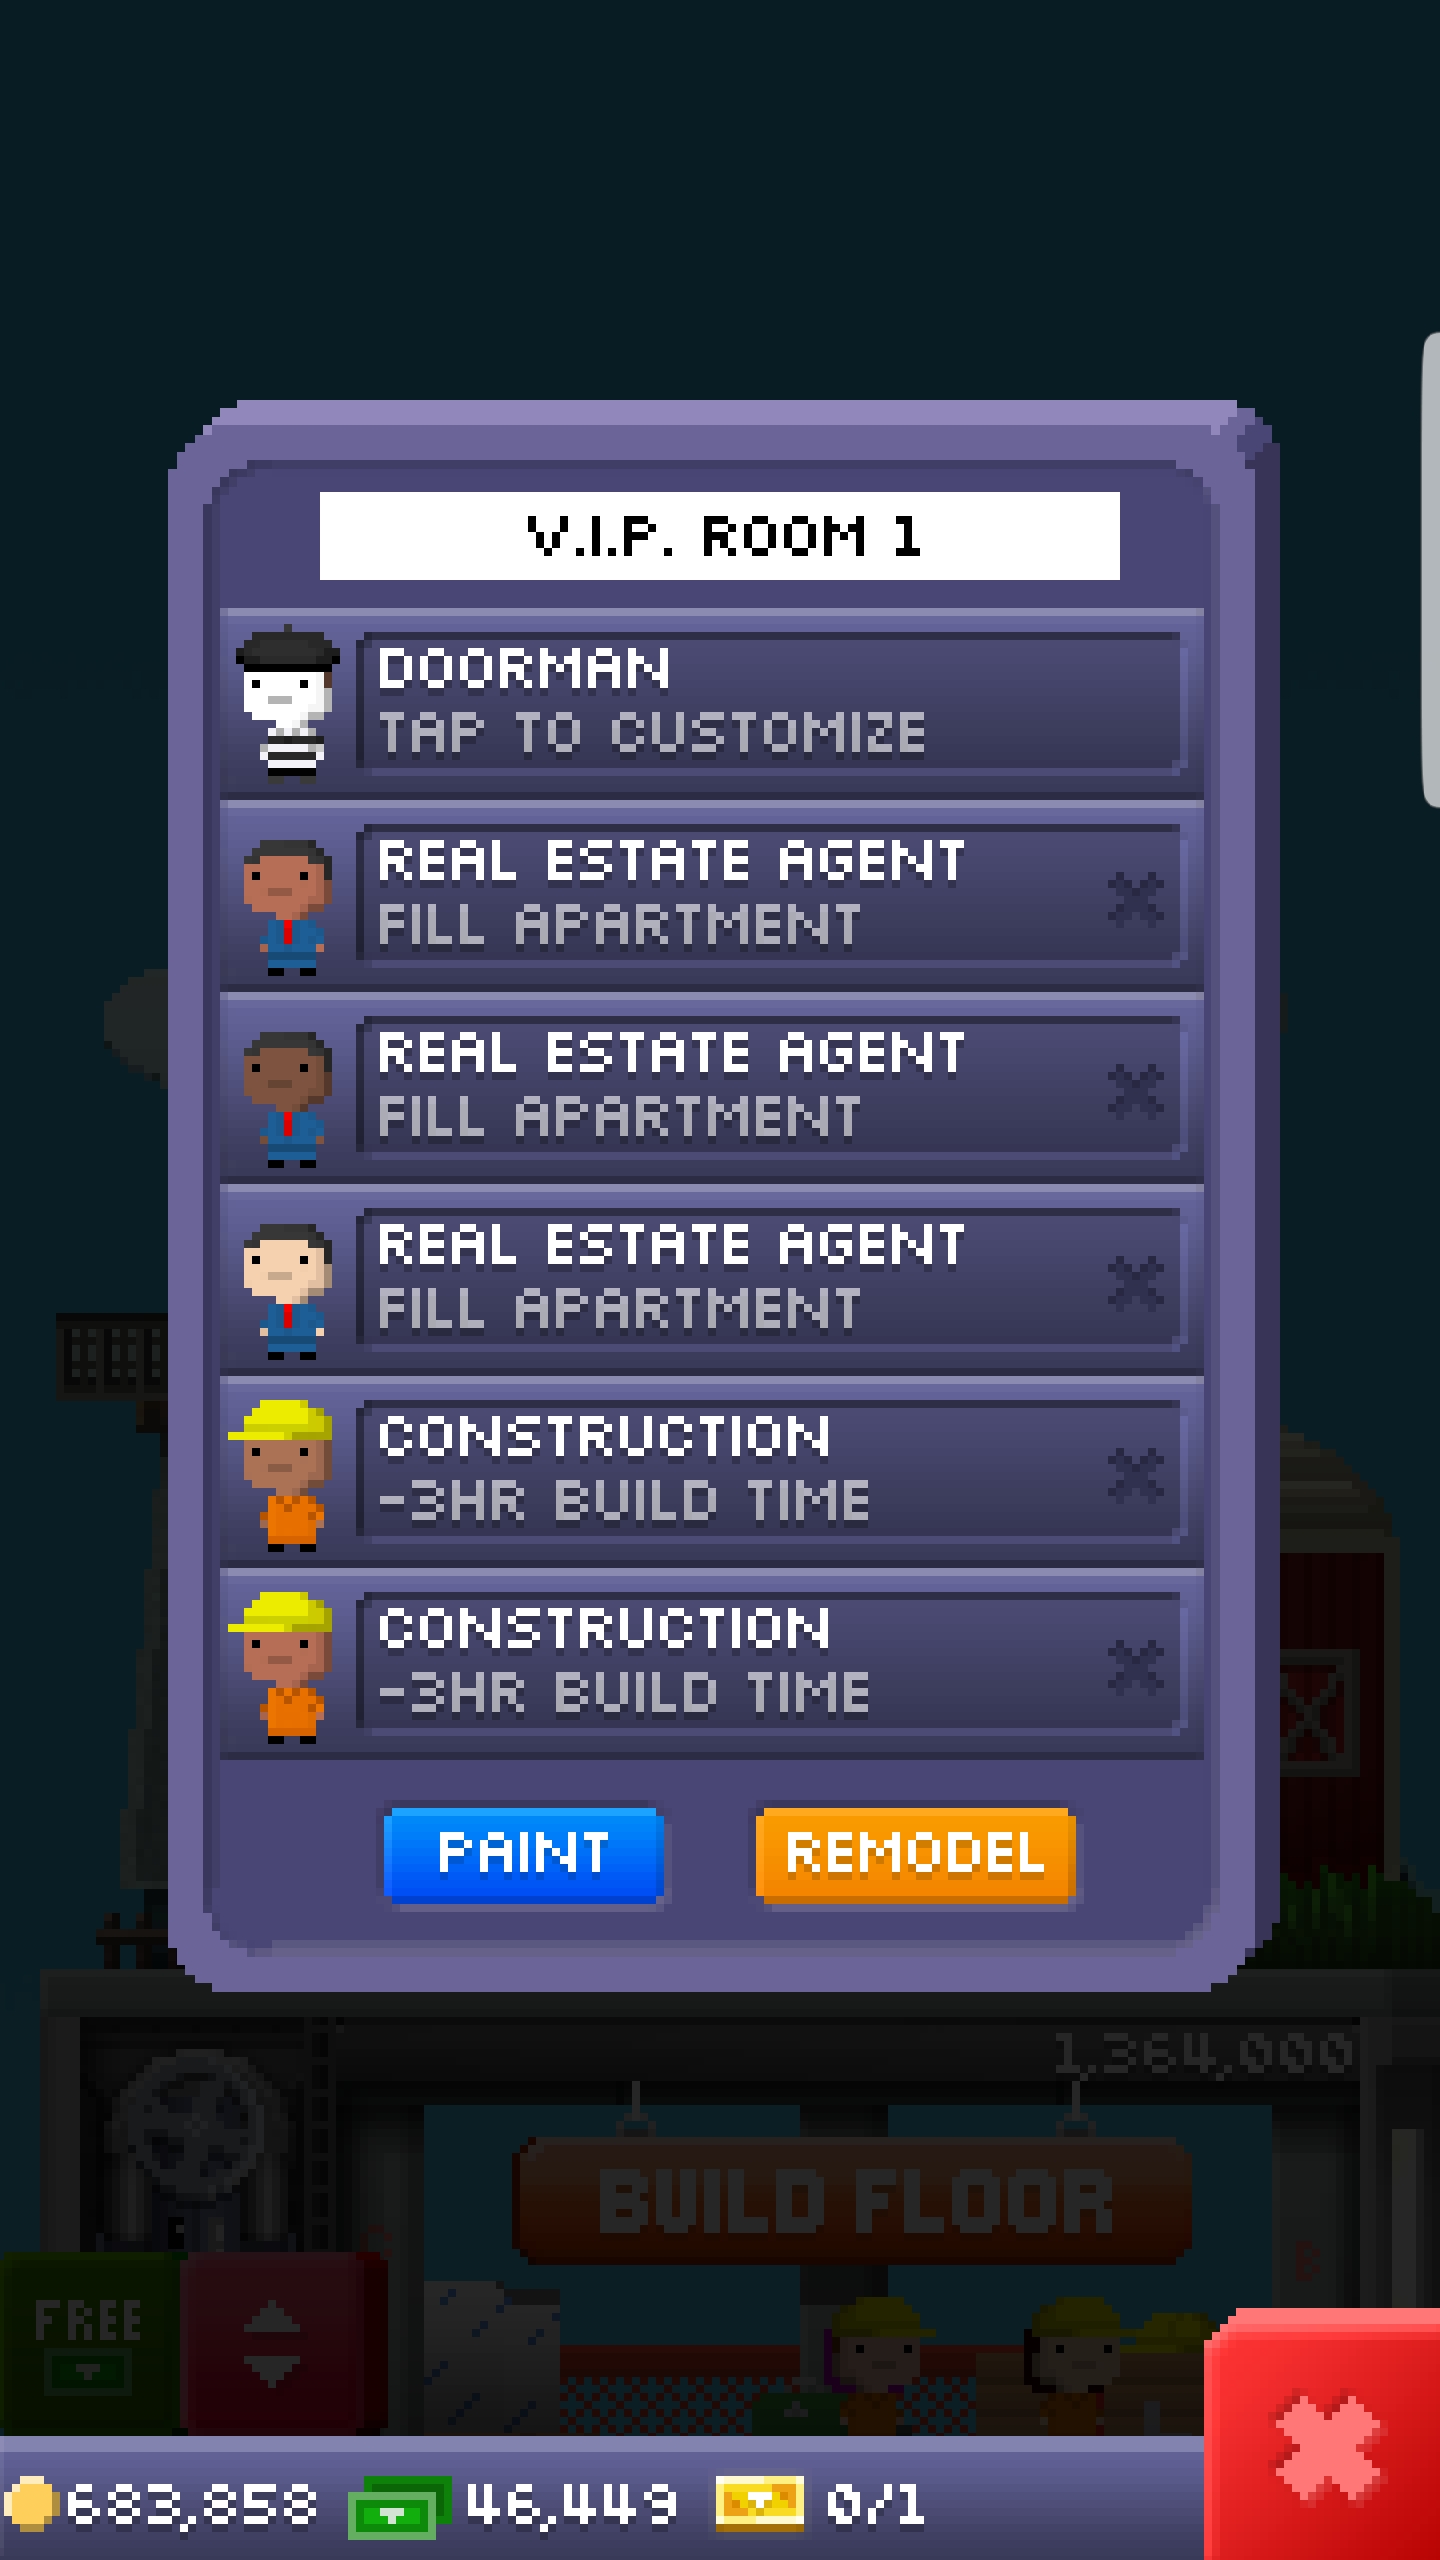 V.I.P. ROOM 1
DOORMAN
TAP TO CUSTOMIZE
REAL ESTATE AGENT
FILL APARTMENT
REAL ESTATE AGENT
FILL APARTMENT
REAL ESTATE AGENT
FILL APARTMENT
CONSTRUCTION
-3HR BUILD TIME
CONSTRUCTION
-3HR BUILD TIME
PAINT REMODEL
1,364,000
BUILD FLOOR
B
FREE
683,858 46,449 0/1